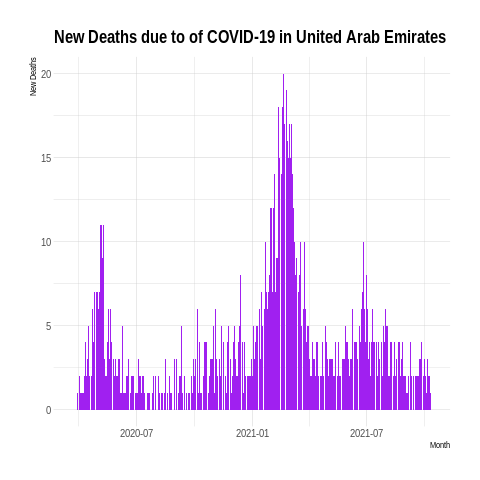 New Deaths due to of COVID-19 in United Arab Emirates
New Deaths
20
15
10
5
0
2020-07
2021-01
2021-07
Month